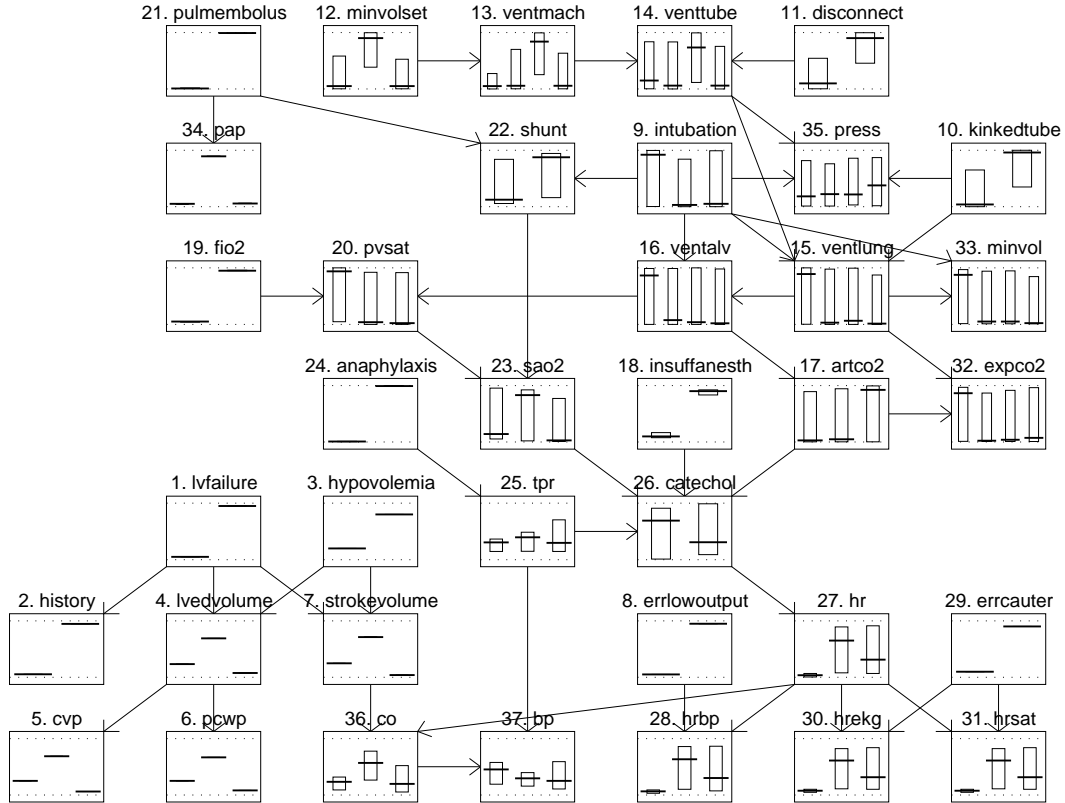 21. pulmembolus
12. minvolset
13. ventmach
14. venttube
11. disconnect
34. pap
22. shunt
9. intubation
35. press
10. kinkedtube
19. fio2
20. pvsat
16. ventalv
15. ventlung
33. minvol
24. anaphylaxis
23. sao2
18. insuffanesth
17. artco2
32. expco2
1. lvfailure
3. hypovolemia
25. tpr
26. catechol
2. history
4. lvedvolume
7. strokevolume
8. errlowoutput
27. hr
29. errcauter
5. cvp
6. pcwp
36. co
37. bp
28. hrbp
30. hrekg
31. hrsat